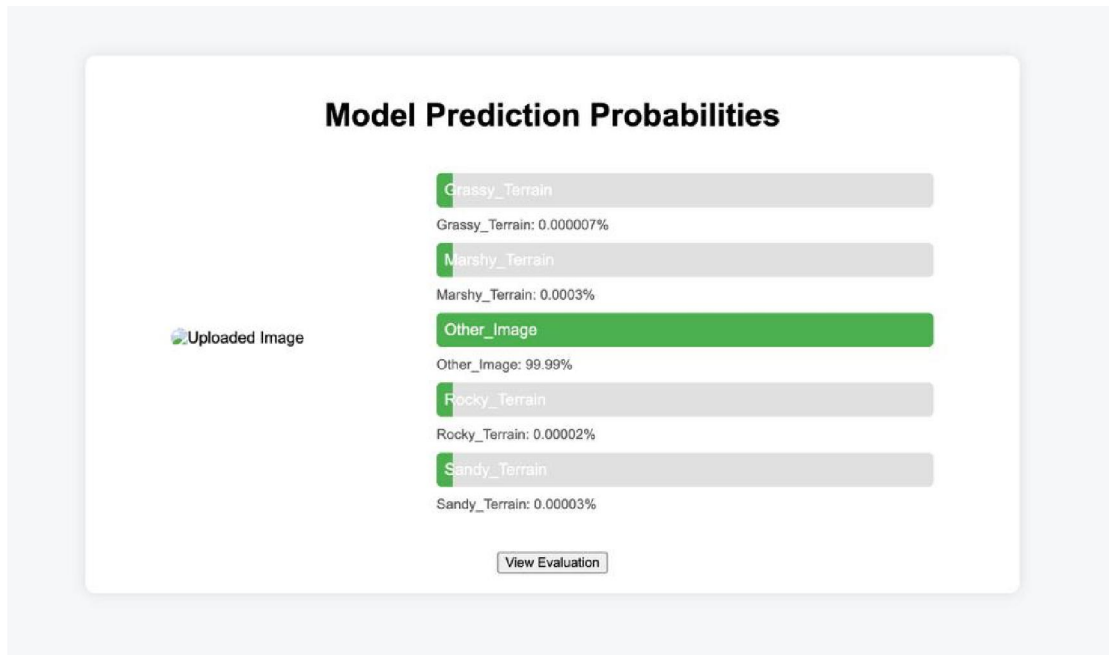 Model Prediction Probabilities
Grassy_Terrain
Grassy_Terrain: 0.000007%
Marshy_Terrain
Marshy_Terrain: 0.0003%
Uploaded Image
Other_Image
Other_Image: 99.99%
Rocky_Terrain
Rocky_Terrain: 0.00002%
Sandy_Terrain
Sandy_Terrain: 0.00003%
View Evaluation